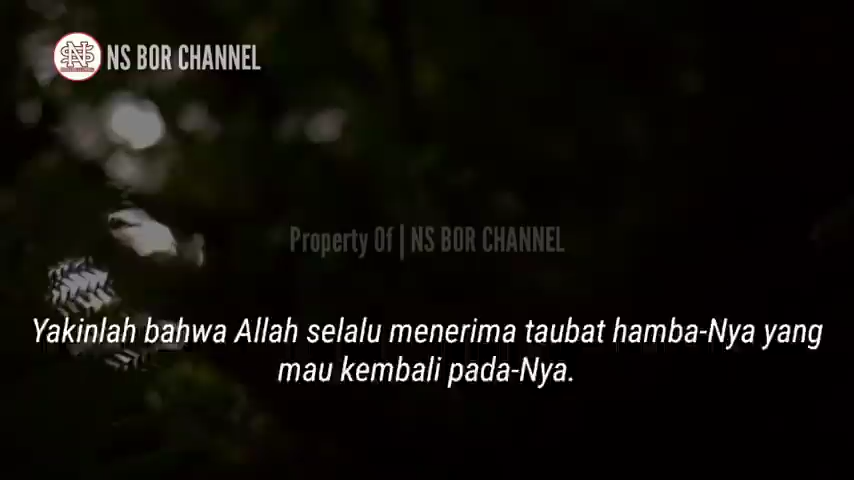 NS BOR CHANNEL
Property Of | NS BOR CHANNEL
Yakinlah bahwa Allah selalu menerima taubat hamba-Nya yang
mau kembali pada-Nya.